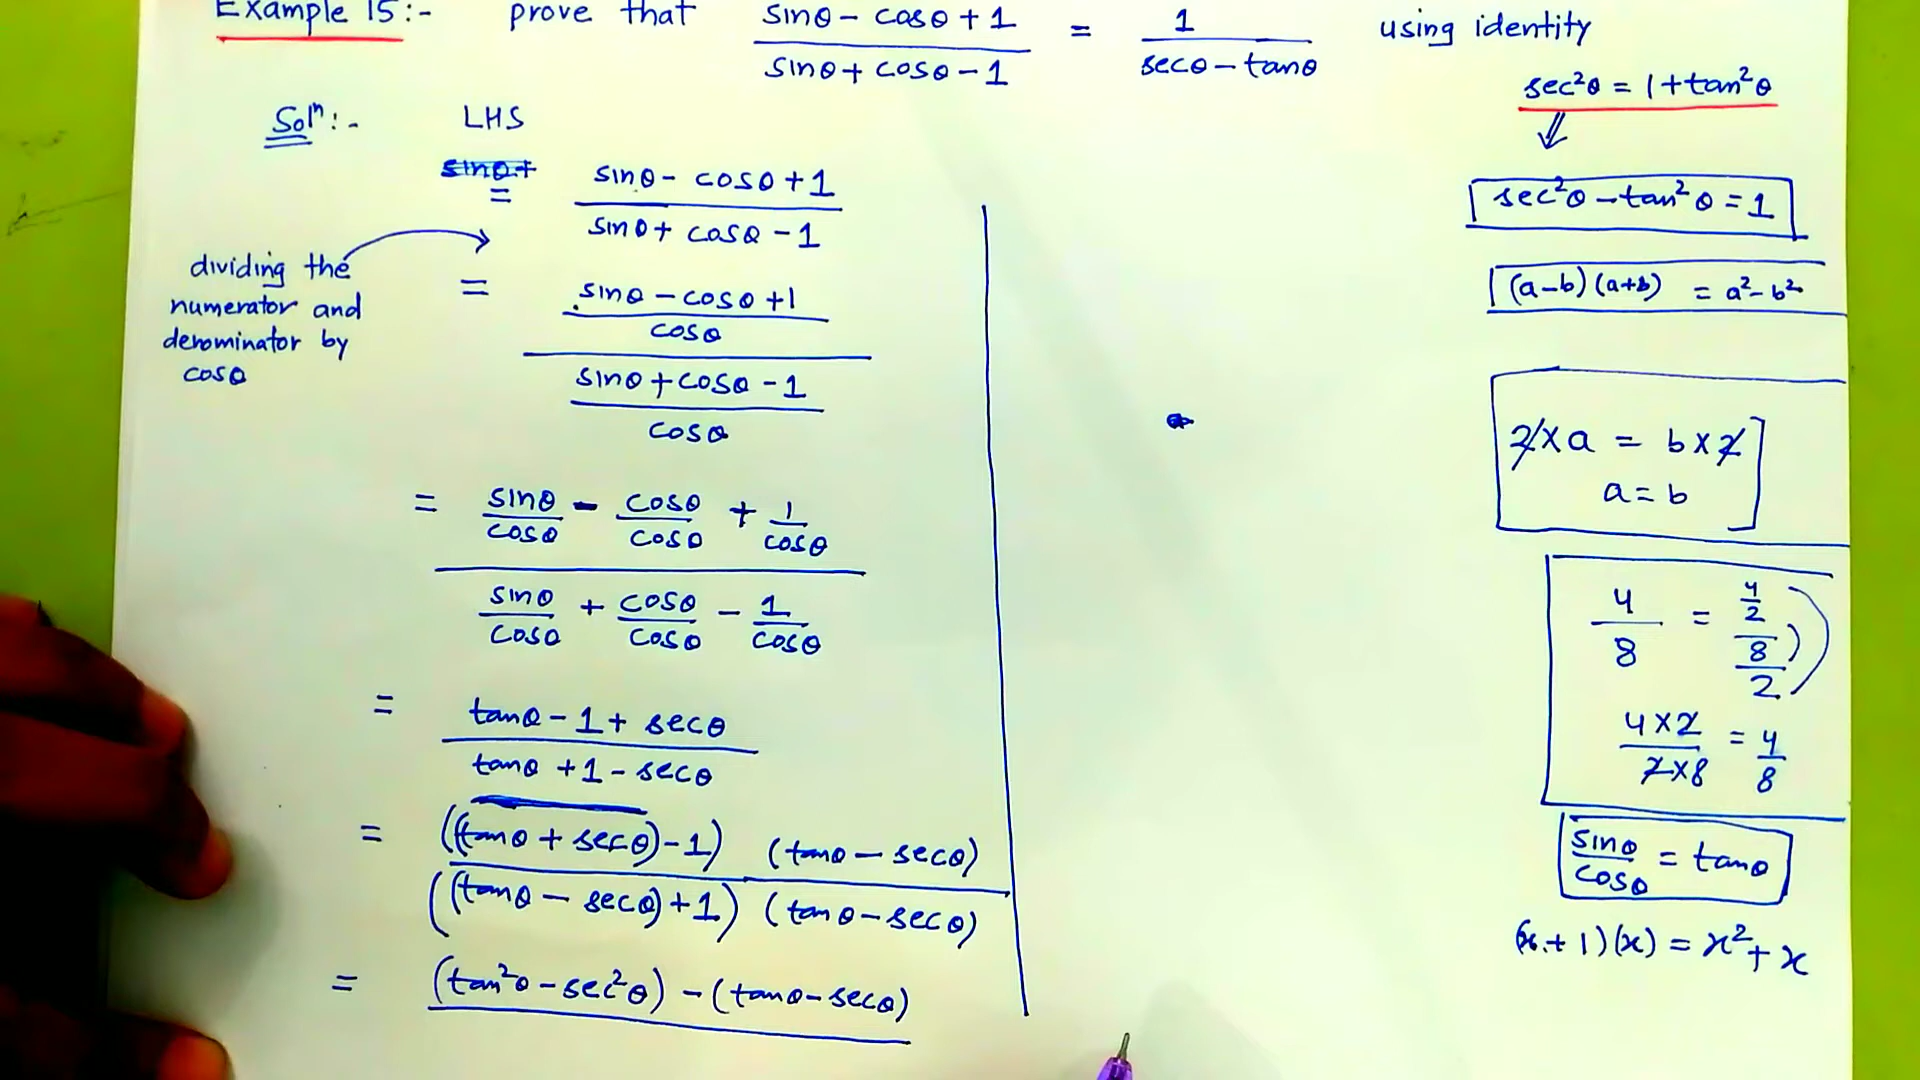 Example 15:- prove that (sinθ - cosθ + 1)/(sinθ + cosθ - 1) = 1/(secθ - tanθ) using identity
sec²θ = 1 + tan²θ
⇓
Solⁿ:- LHS
= (sinθ - cosθ + 1)/(sinθ + cosθ - 1)
dividing the
numerator and
denominator by
cosθ
= ((sinθ - cosθ + 1)/cosθ)/((sinθ + cosθ - 1)/cosθ)
= (sinθ/cosθ - cosθ/cosθ + 1/cosθ)/(sinθ/cosθ + cosθ/cosθ - 1/cosθ)
= (tanθ - 1 + secθ)/(tanθ + 1 - secθ)
= ((tanθ + secθ) - 1) (tanθ - secθ)/((tanθ - secθ) + 1) (tanθ - secθ)
= (tan²θ - sec²θ) - (tanθ - secθ)
sec²θ - tan²θ = 1
(a-b)(a+b) = a² - b²
2 × a = b × 2
a = b
4/8 = (4/2)/(8/2)
(4×2)/(2×8) = 4/8
sinθ/cosθ = tanθ
(x + 1)(x) = x² + x